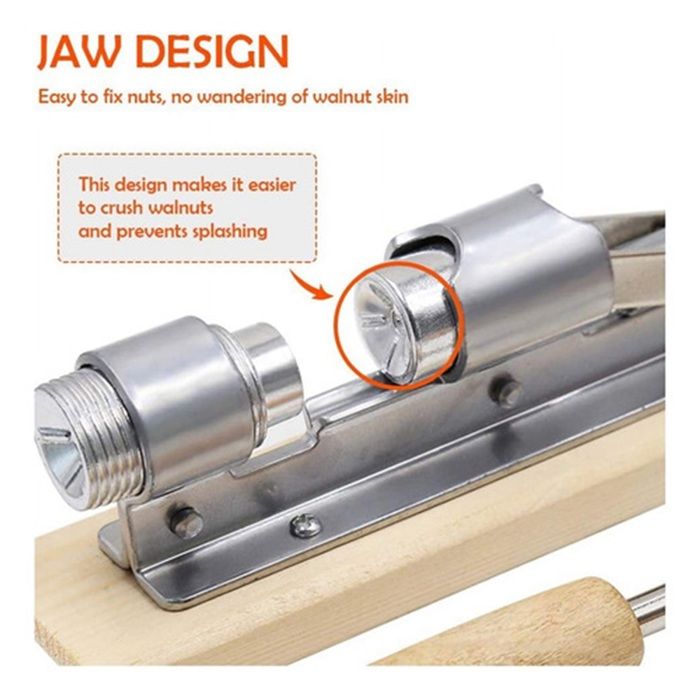 JAW DESIGN
Easy to fix nuts, no wandering of walnut skin
This design makes it easier
to crush walnuts
and prevents splashing